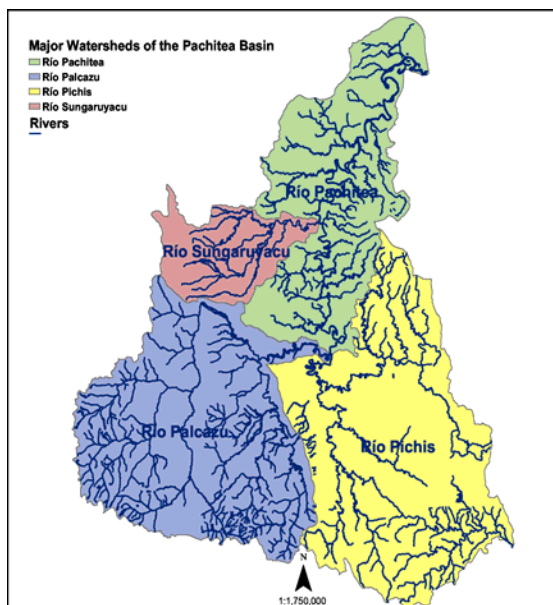 Major Watersheds of the Pachitea Basin
Río Pachitea
Río Palcazu
Río Pichis
Río Sungaruyacu
Rivers
Río Pachitea
Río Sungaruyacu
Río Palcazu
Río Pichis
N
1:1,750,000